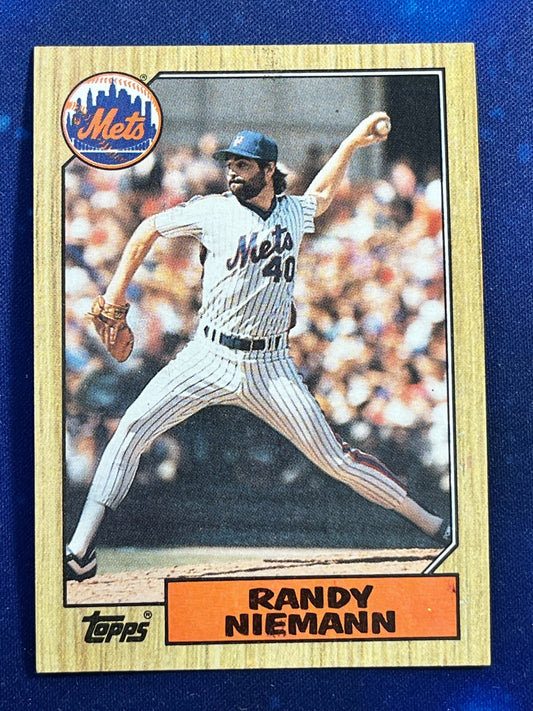 Mets
®
Mets
40
topps®
RANDY
NIEMANN